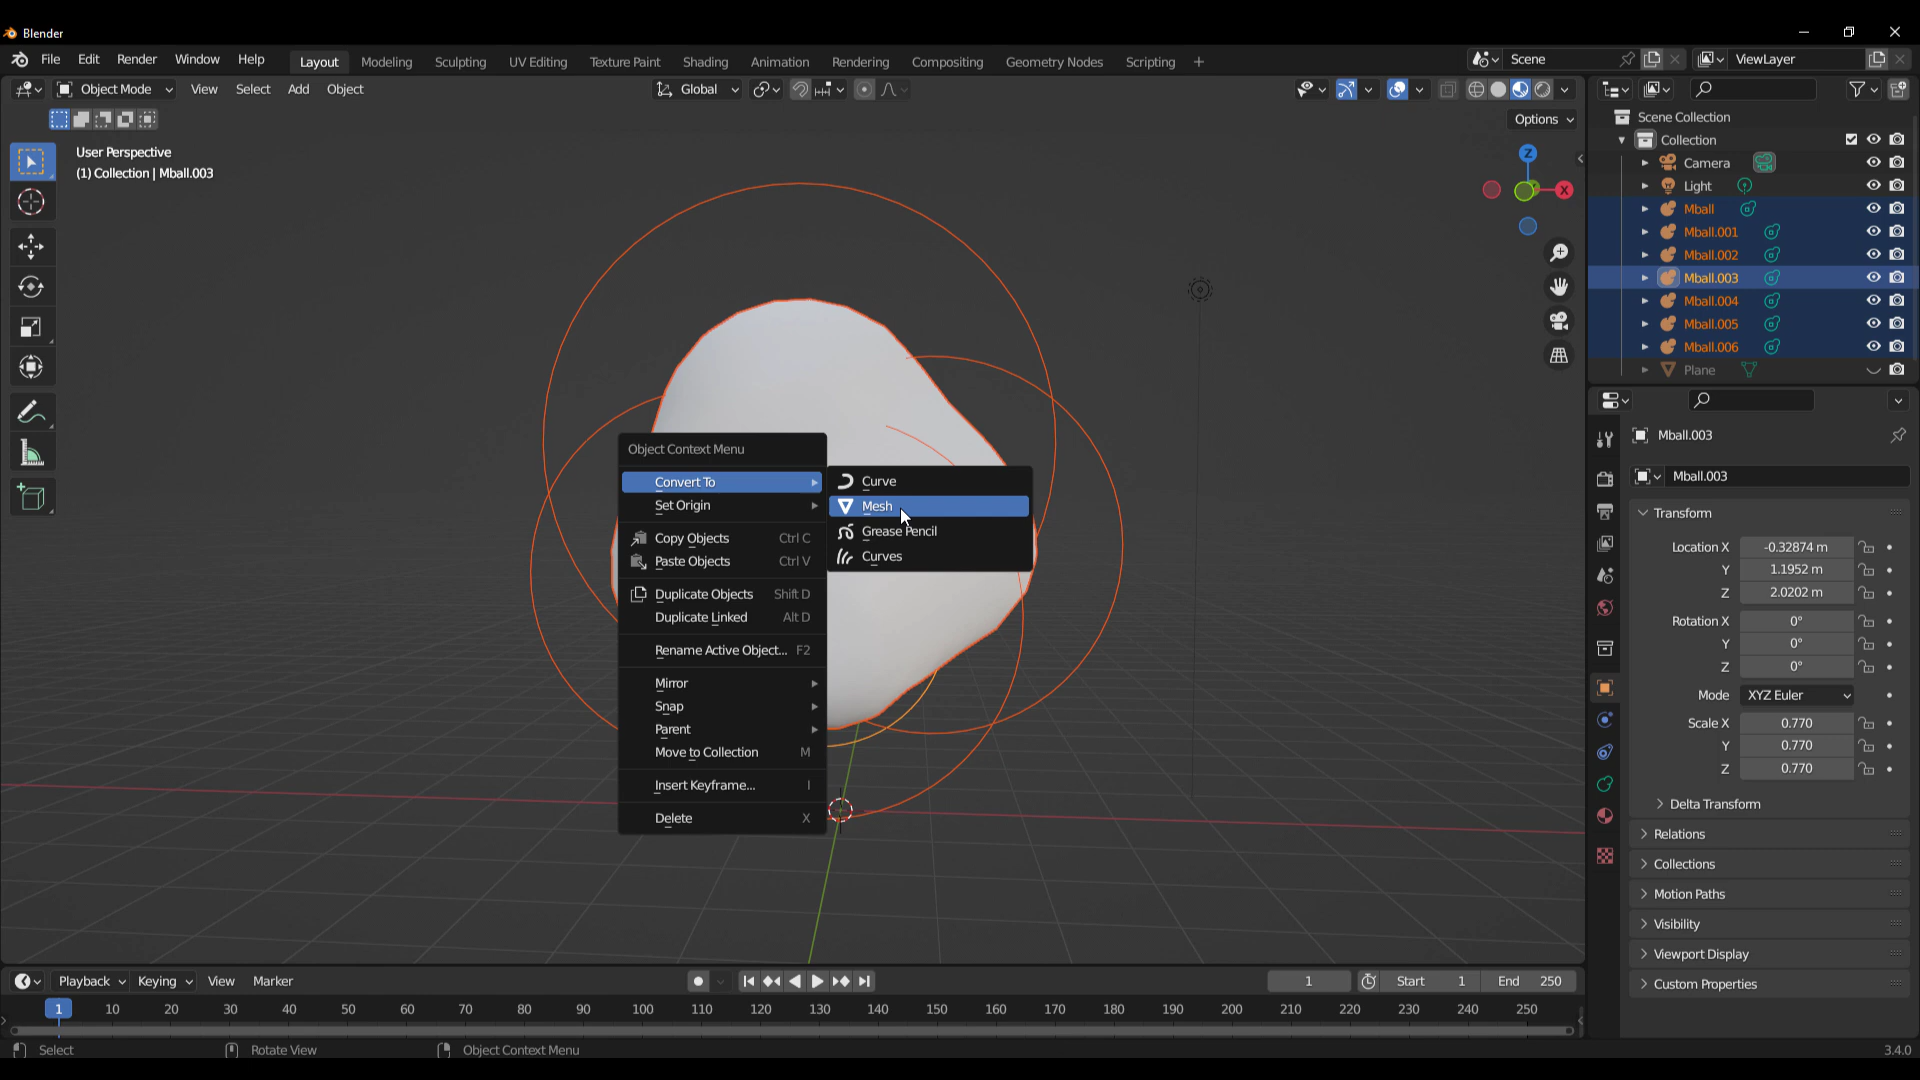 Blender
File Edit Render Window Help
Layout Modeling Sculpting UV Editing Texture Paint Shading Animation Rendering Compositing Geometry Nodes Scripting +
Scene
ViewLayer
Object Mode View Select Add Object
Global
Options
User Perspective
(1) Collection | Mball.003
Z
X
Scene Collection
Collection
Camera
Light
Mball
Mball.001
Mball.002
Mball.003
Mball.004
Mball.005
Mball.006
Plane
Object Context Menu
Convert To
Set Origin
Copy Objects Ctrl C
Paste Objects Ctrl V
Duplicate Objects Shift D
Duplicate Linked Alt D
Rename Active Object... F2
Mirror
Snap
Parent
Move to Collection M
Insert Keyframe... I
Delete X
Curve
Mesh
Grease Pencil
Curves
Mball.003
Mball.003
Transform
Location X -0.32874 m
Y 1.1952 m
Z 2.0202 m
Rotation X 0°
Y 0°
Z 0°
Mode XYZ Euler
Scale X 0.770
Y 0.770
Z 0.770
Delta Transform
Relations
Collections
Motion Paths
Visibility
Viewport Display
Custom Properties
Playback Keying View Marker
1 Start 1 End 250
1 10 20 30 40 50 60 70 80 90 100 110 120 130 140 150 160 170 180 190 200 210 220 230 240 250
Select Rotate View Object Context Menu
3.4.0